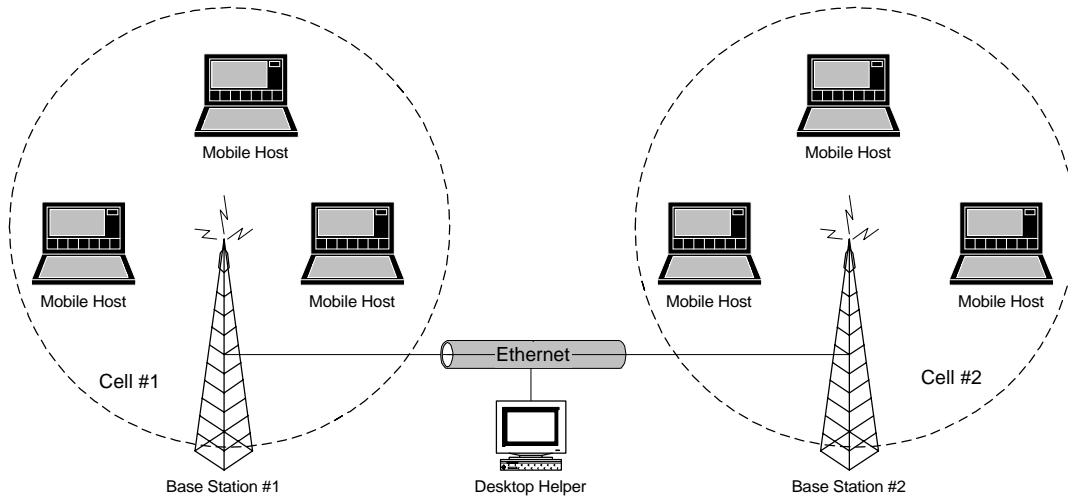 Mobile Host
Mobile Host
Mobile Host
Mobile Host
Mobile Host
Mobile Host
Ethernet
Cell #1
Cell #2
Base Station #1
Desktop Helper
Base Station #2